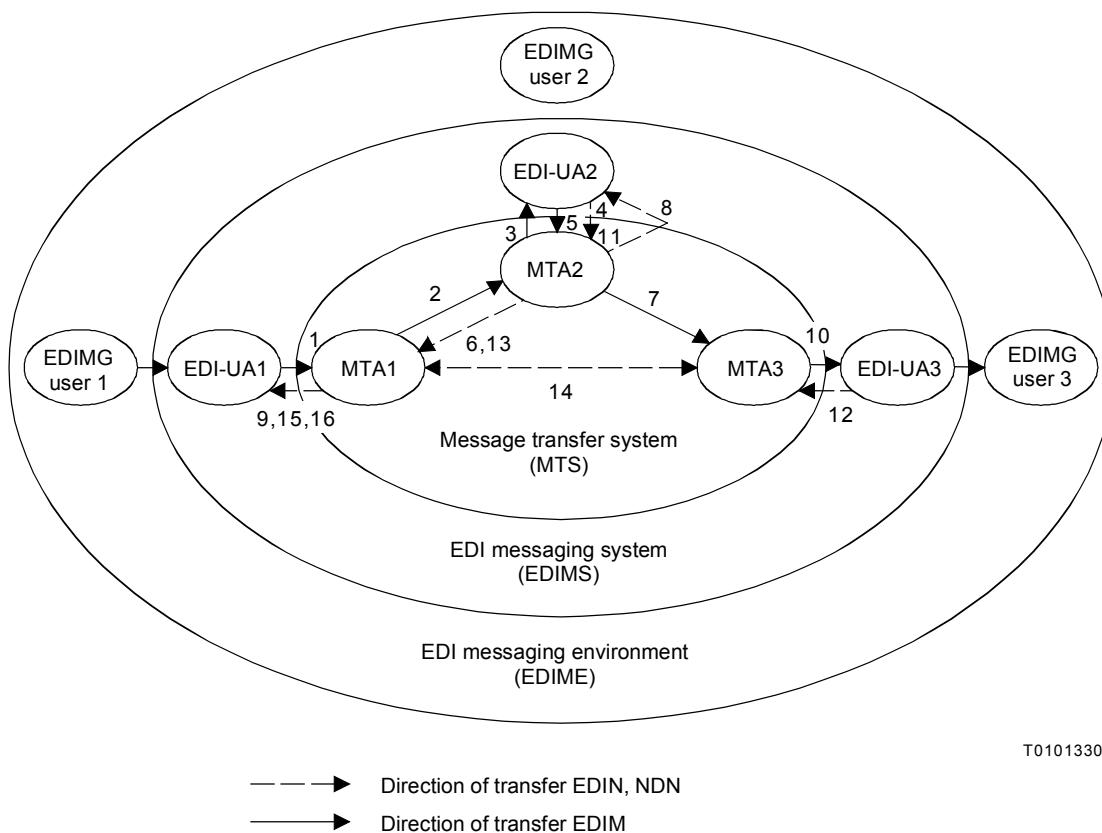 EDIMG
user 2
EDI-UA2
3
5
4
11
8
MTA2
2
7
6,13
EDIMG
user 1
EDI-UA1
1
MTA1
14
MTA3
10
EDI-UA3
EDIMG
user 3
9,15,16
12
Message transfer system
(MTS)
EDI messaging system
(EDIMS)
EDI messaging environment
(EDIME)
T0101330
Direction of transfer EDIN, NDN
Direction of transfer EDIM